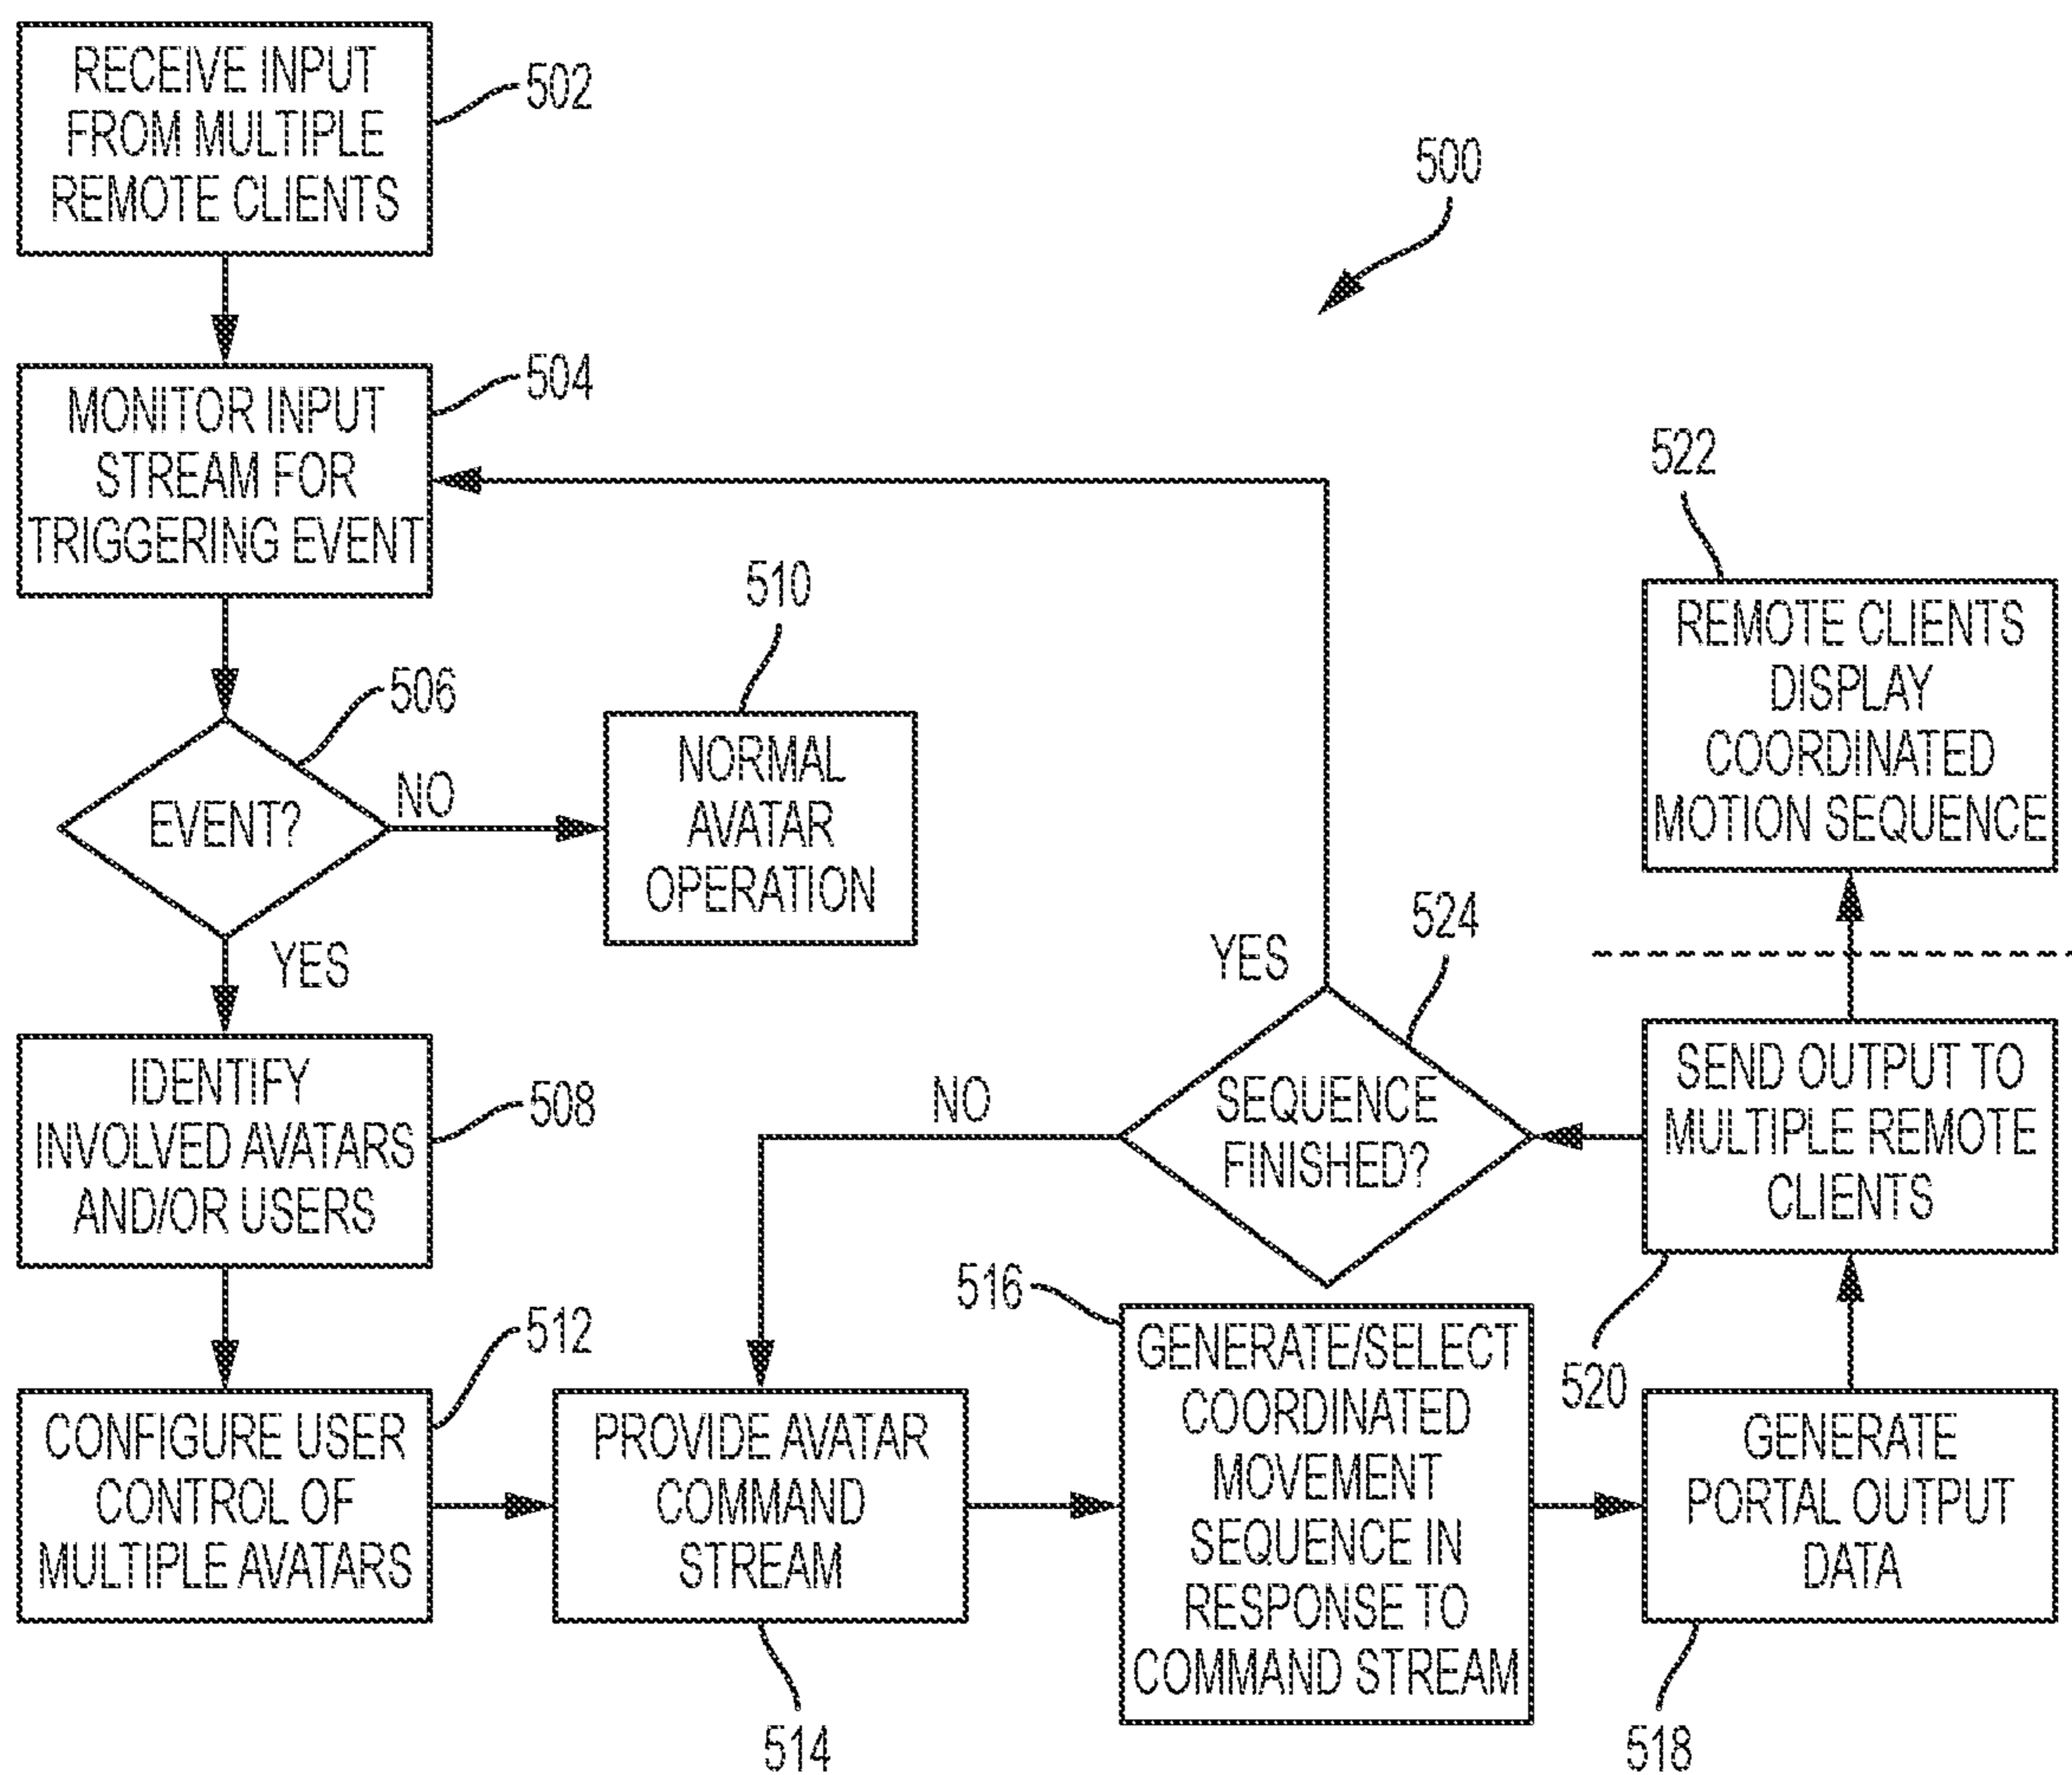 RECEIVE INPUT
FROM MULTIPLE
REMOTE CLIENTS
502
500
MONITOR INPUT
STREAM FOR
TRIGGERING EVENT
504
522
REMOTE CLIENTS
DISPLAY
COORDINATED
MOTION SEQUENCE
510
NORMAL
AVATAR
OPERATION
506
EVENT?
NO
YES
524
YES
SEQUENCE
FINISHED?
NO
SEND OUTPUT TO
MULTIPLE REMOTE
CLIENTS
520
IDENTIFY
INVOLVED AVATARS
AND/OR USERS
508
512
CONFIGURE USER
CONTROL OF
MULTIPLE AVATARS
PROVIDE AVATAR
COMMAND
STREAM
514
516
GENERATE/SELECT
COORDINATED
MOVEMENT
SEQUENCE IN
RESPONSE TO
COMMAND STREAM
GENERATE
PORTAL OUTPUT
DATA
518